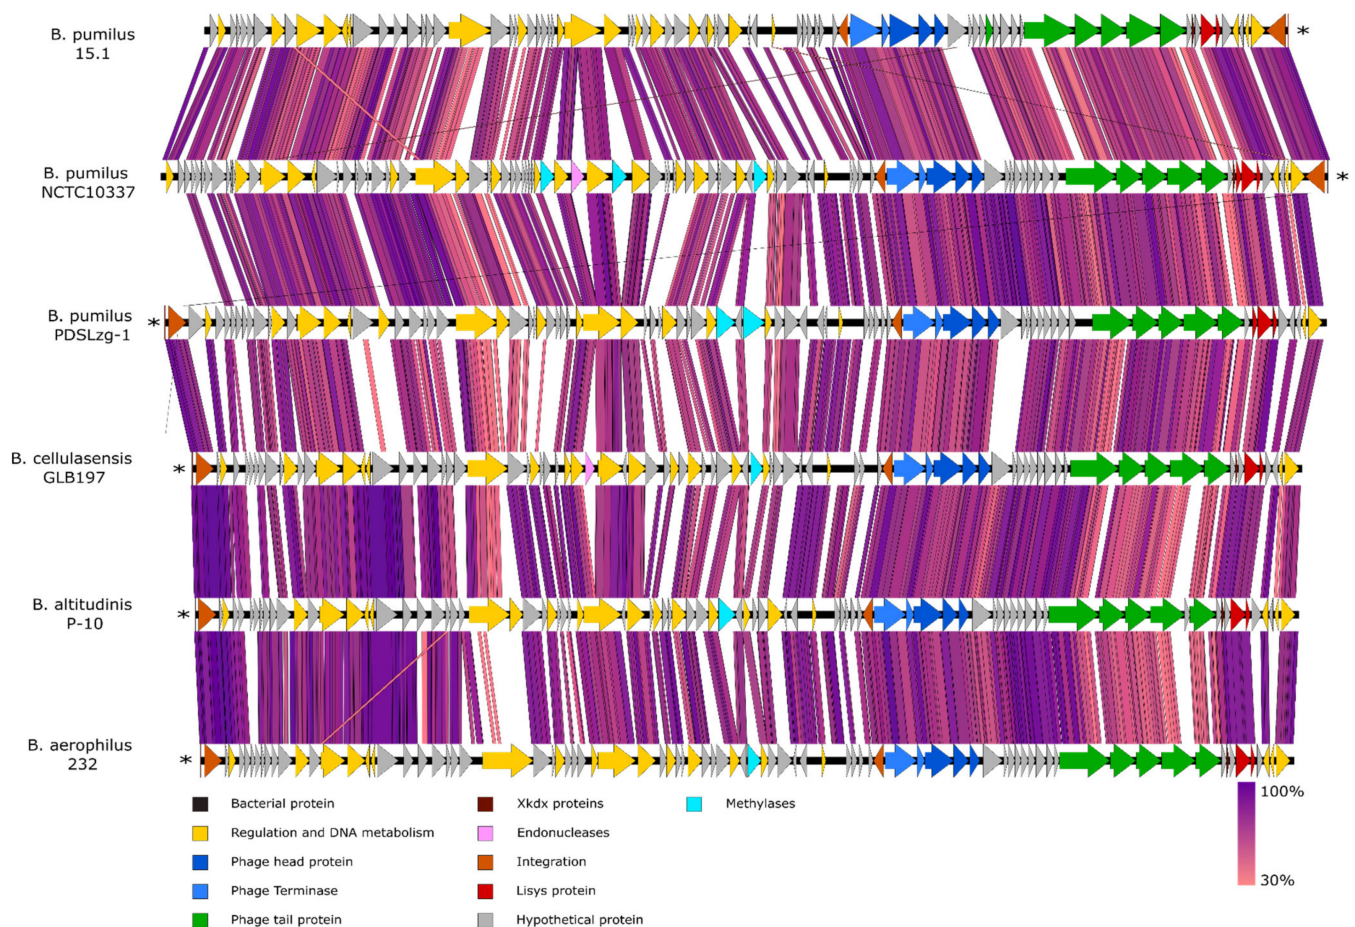 B. pumilus
15.1
*
B. pumilus
NCTC10337
*
B. pumilus
PDSLzg-1
*
B. cellulasensis
GLB197
*
B. altitudinis
P-10
*
B. aerophilus
232
*
Bacterial protein
Xkdx proteins
Methylases
Regulation and DNA metabolism
Endonucleases
Phage head protein
Integration
Phage Terminase
Lisys protein
Phage tail protein
Hypothetical protein
100%
30%